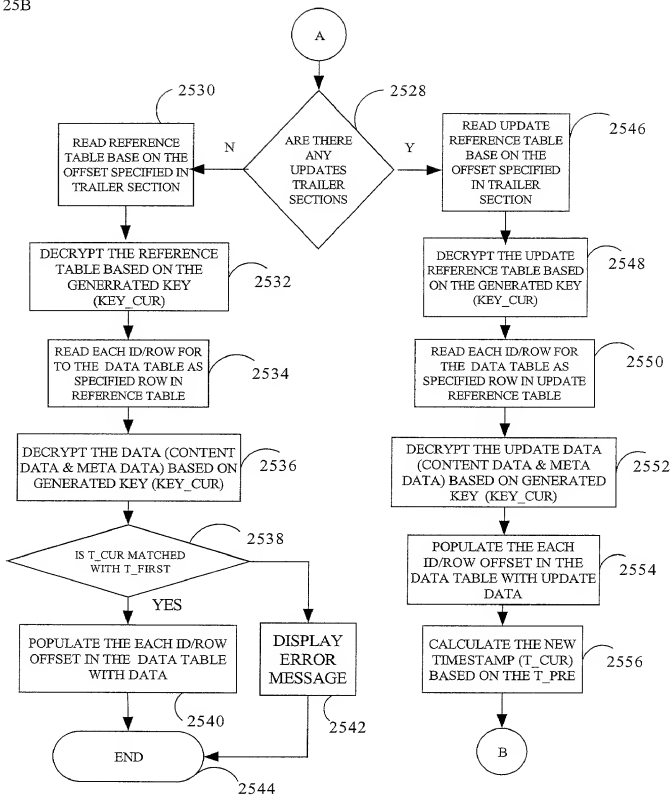 25B
A
2528
ARE THERE
ANY
UPDATES
TRAILER
SECTIONS
N
Y
2530
READ REFERENCE
TABLE BASE ON THE
OFFSET SPECIFIED IN
TRAILER SECTION
DECRYPT THE REFERENCE
TABLE BASED ON THE
GENERRATED KEY
(KEY_CUR)
2532
READ EACH ID/ROW FOR
TO THE DATA TABLE AS
SPECIFIED ROW IN
REFERENCE TABLE
2534
DECRYPT THE DATA (CONTENT
DATA & META DATA) BASED ON
GENERATED KEY (KEY_CUR)
2536
IS T_CUR MATCHED
WITH T_FIRST
2538
YES
POPULATE THE EACH ID/ROW
OFFSET IN THE DATA TABLE
WITH DATA
2540
DISPLAY
ERROR
MESSAGE
2542
END
2544
READ UPDATE
REFERENCE TABLE
BASE ON THE
OFFSET SPECIFIED
IN TRAILER
SECTION
2546
DECRYPT THE UPDATE
REFERENCE TABLE BASED
ON THE GENERATED KEY
(KEY_CUR)
2548
READ EACH ID/ROW FOR
THE DATA TABLE AS
SPECIFIED ROW IN UPDATE
REFERENCE TABLE
2550
DECRYPT THE UPDATE DATA
(CONTENT DATA & META
DATA) BASED ON GENERATED
KEY (KEY_CUR)
2552
POPULATE THE EACH
ID/ROW OFFSET IN THE
DATA TABLE WITH UPDATE
DATA
2554
CALCULATE THE NEW
TIMESTAMP (T_CUR)
BASED ON THE T_PRE
2556
B